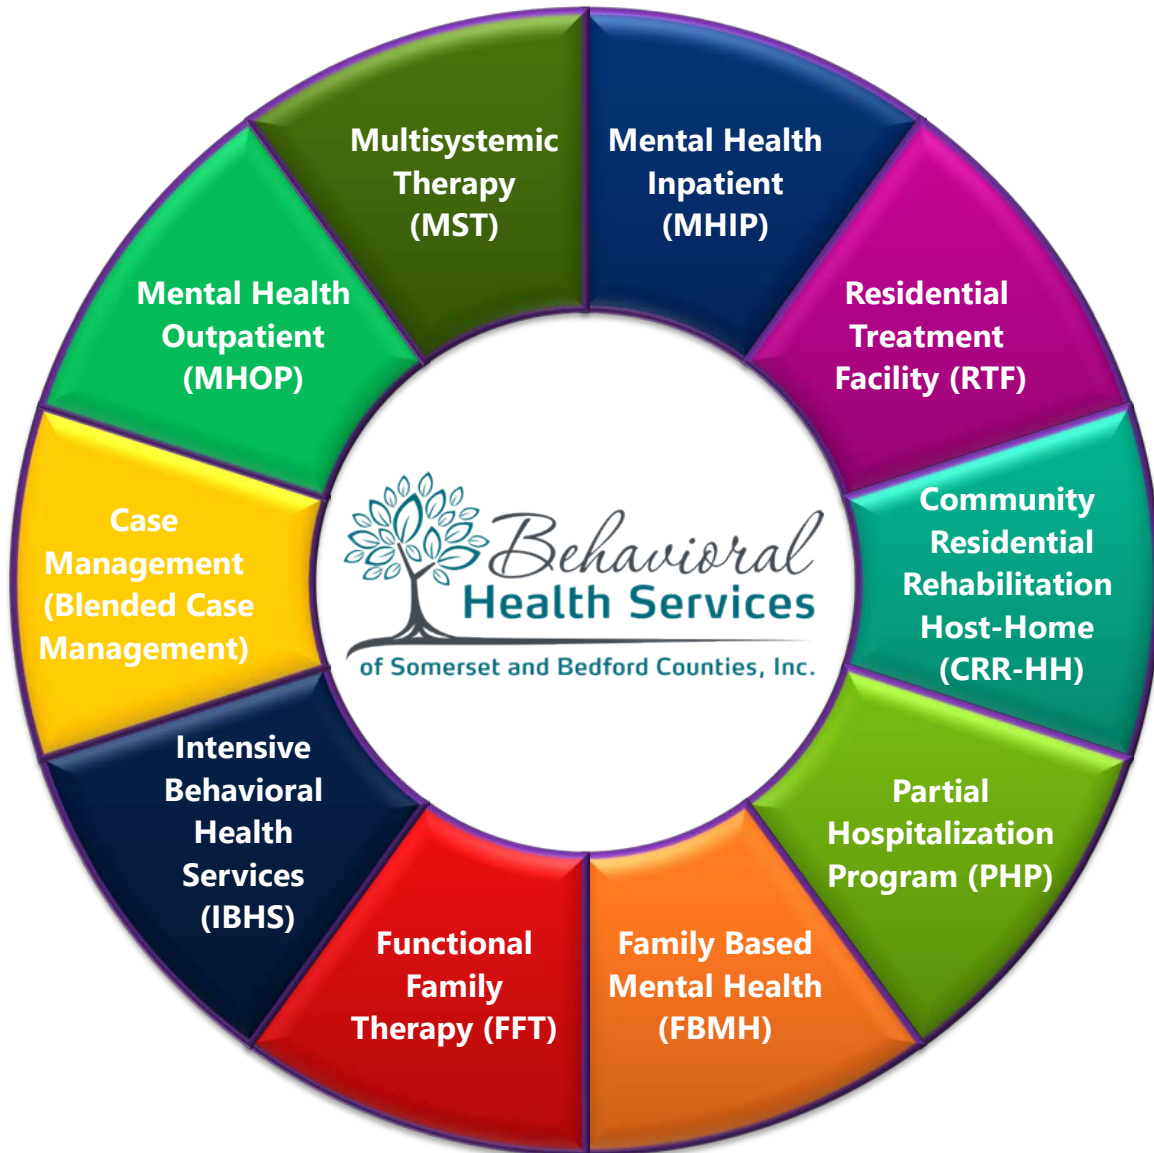 Multisystemic
Therapy
(MST)
Mental Health
Inpatient
(MHIP)
Residential
Treatment
Facility (RTF)
Community
Residential
Rehabilitation
Host-Home
(CRR-HH)
Partial
Hospitalization
Program (PHP)
Family Based
Mental Health
(FBMH)
Functional
Family
Therapy (FFT)
Intensive
Behavioral
Health
Services
(IBHS)
Case
Management
(Blended Case
Management)
Mental Health
Outpatient
(MHOP)
Behavioral
Health Services
of Somerset and Bedford Counties, Inc.